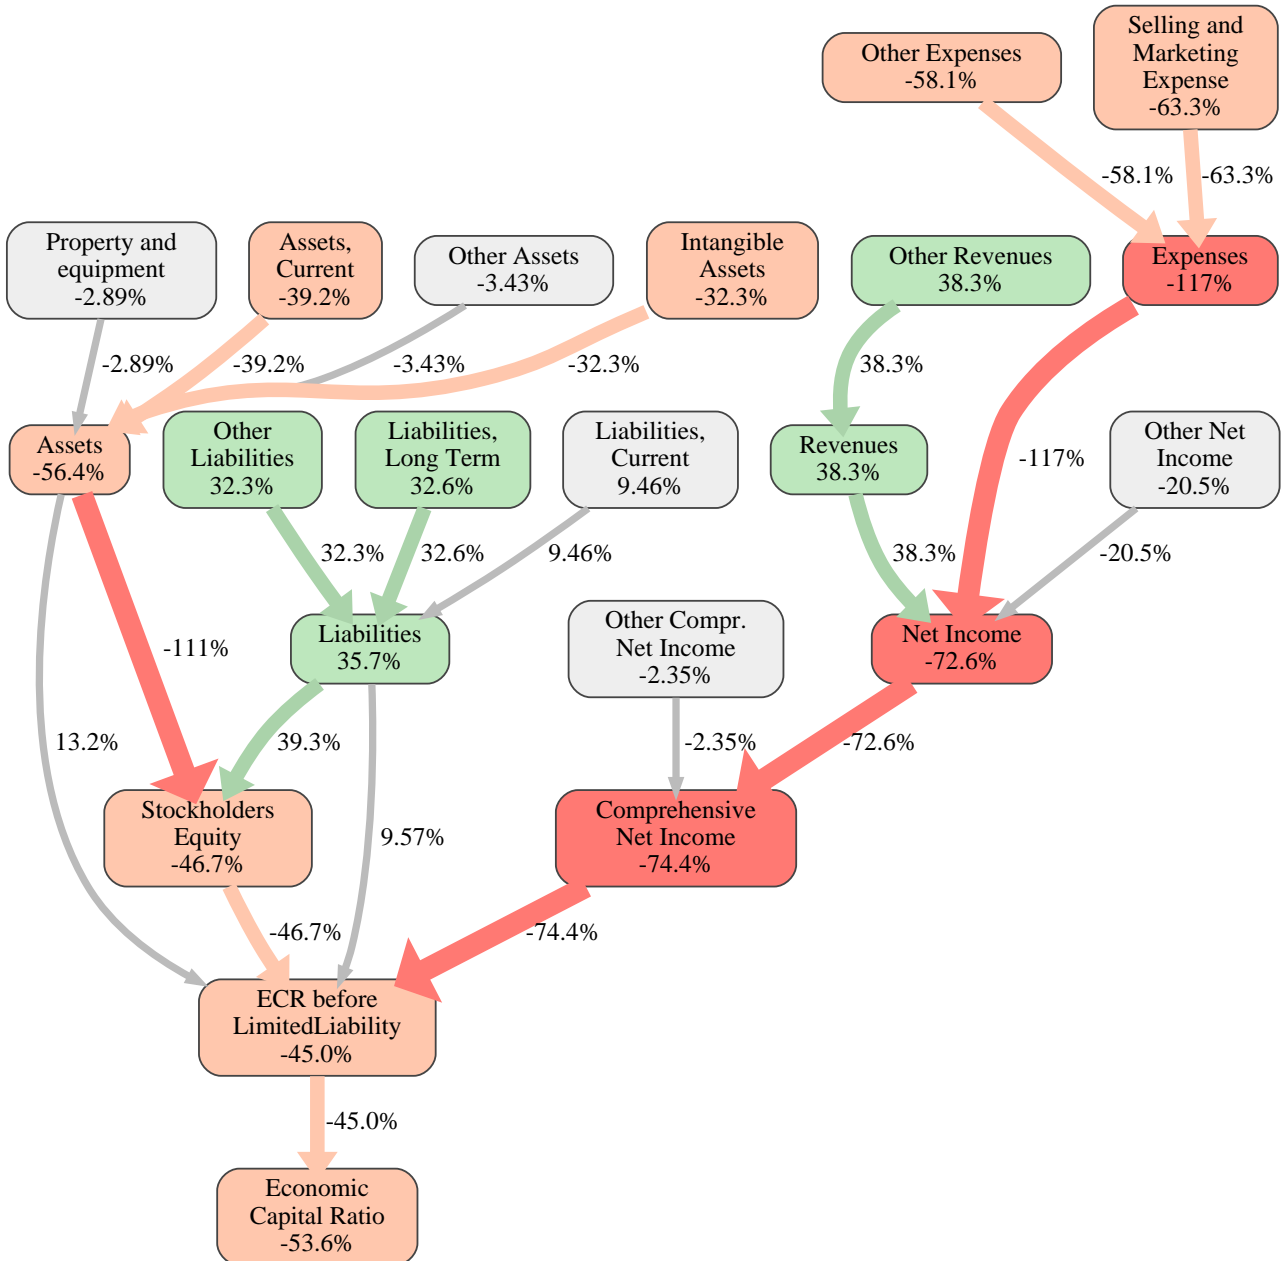 Other Expenses
-58.1%
Selling and
Marketing
Expense
-63.3%
-58.1%
-63.3%
Property and
equipment
-2.89%
Assets,
Current
-39.2%
Other Assets
-3.43%
Intangible
Assets
-32.3%
Other Revenues
38.3%
Expenses
-117%
-2.89%
-39.2%
-3.43%
-32.3%
38.3%
Assets
-56.4%
Other
Liabilities
32.3%
Liabilities,
Long Term
32.6%
Liabilities,
Current
9.46%
Revenues
38.3%
-117%
Other Net
Income
-20.5%
32.3%
32.6%
9.46%
38.3%
-20.5%
-111%
Liabilities
35.7%
Other Compr.
Net Income
-2.35%
Net Income
-72.6%
13.2%
39.3%
-2.35%
-72.6%
Stockholders
Equity
-46.7%
9.57%
Comprehensive
Net Income
-74.4%
-46.7%
-74.4%
ECR before
LimitedLiability
-45.0%
-45.0%
Economic
Capital Ratio
-53.6%